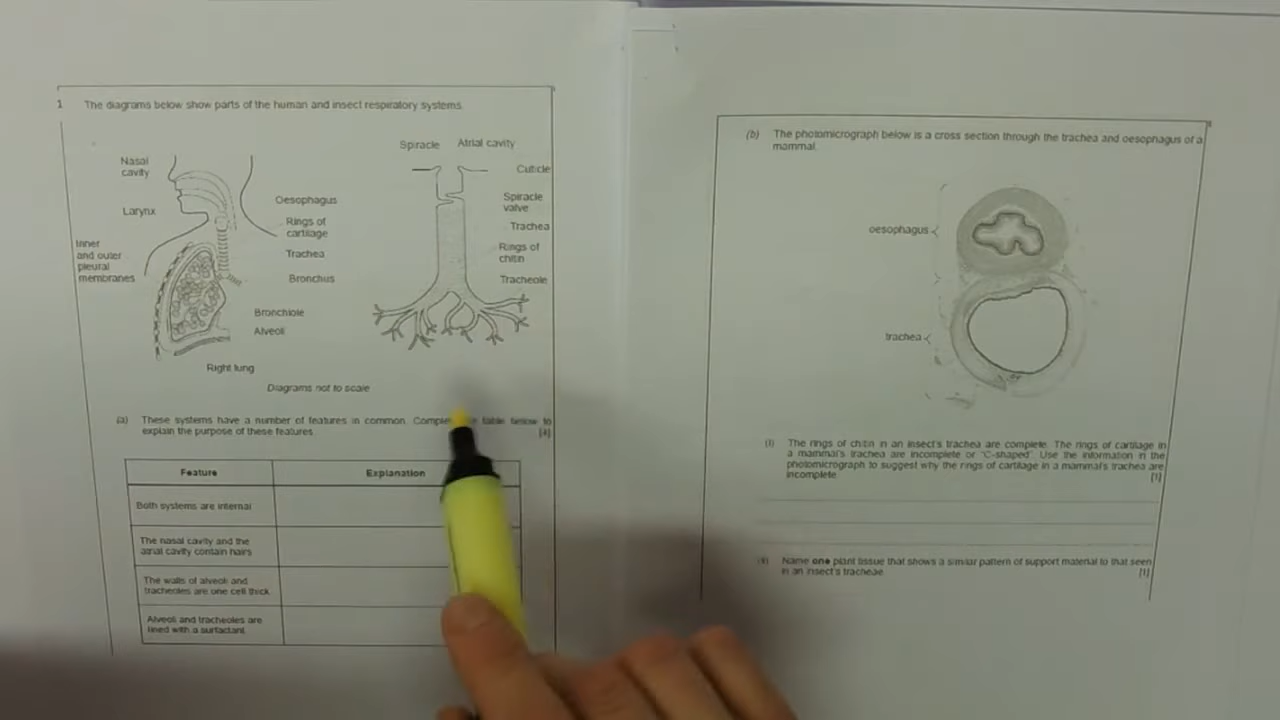 1 The diagrams below show parts of the human and insect respiratory systems.
Nasal
cavity
Larynx
Inner
and outer
pleural
membranes
Oesophagus
Rings of
cartilage
Trachea
Bronchus
Bronchiole
Alveoli
Right lung
Spiracle
Atrial cavity
Cuticle
Spiracle
valve
Trachea
Rings of
chitin
Tracheole
Diagrams not to scale
(a) These systems have a number of features in common. table below to
explain the purpose of these features. [4]
Feature Explanation
Both systems are internal
The nasal cavity and the
atrial cavity contain hairs
The walls of alveoli and
tracheoles are one cell thick
Alveoli and tracheoles are
lined with a surfactant
(b) The photomicrograph below is a cross section through the trachea and oesophagus of a
mammal.
oesophagus
trachea
(i) The rings of chitin in an insect's trachea are complete. The rings of cartilage in
a mammal's trachea are incomplete or "C-shaped". Use the information in the
photomicrograph to suggest why the rings of cartilage in a mammal's trachea are
incomplete. [1]
(ii) Name one plant tissue that shows a similar pattern of support material to that seen
in an insect's tracheae. [1]